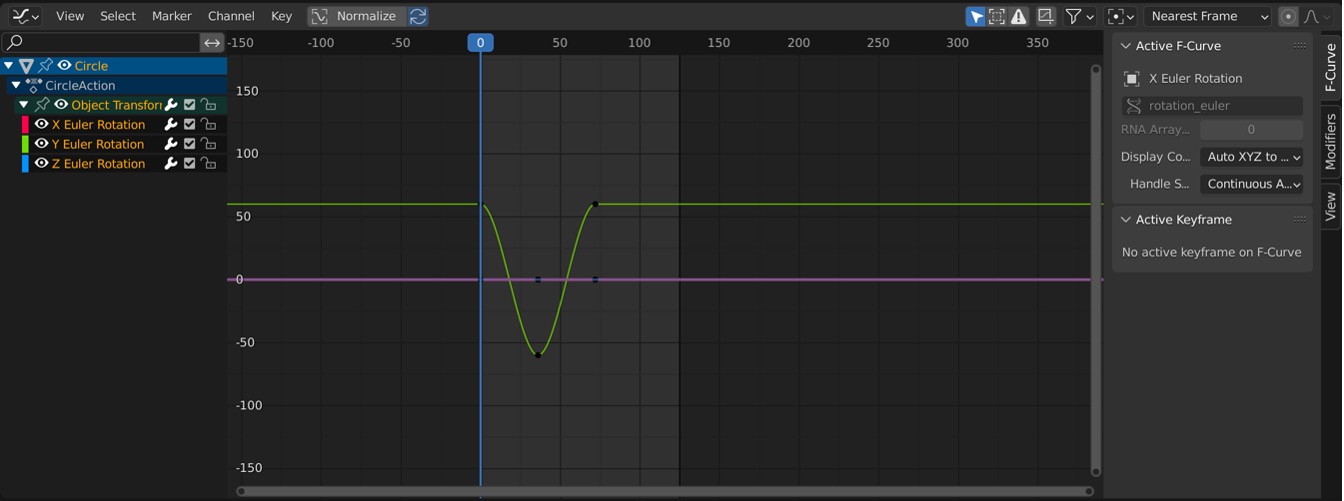 View Select Marker Channel Key Normalize Nearest Frame
-150 -100 -50 0 50 100 150 200 250 300 350
Circle
CircleAction
Object Transfor
X Euler Rotation
Y Euler Rotation
Z Euler Rotation
150
100
50
0
-50
-100
-150
Active F-Curve
X Euler Rotation
rotation_euler
RNA Array... 0
Display Co... Auto XYZ to ...
Handle S... Continuous A...
Active Keyframe
No active keyframe on F-Curve
F-Curve
Modifiers
View